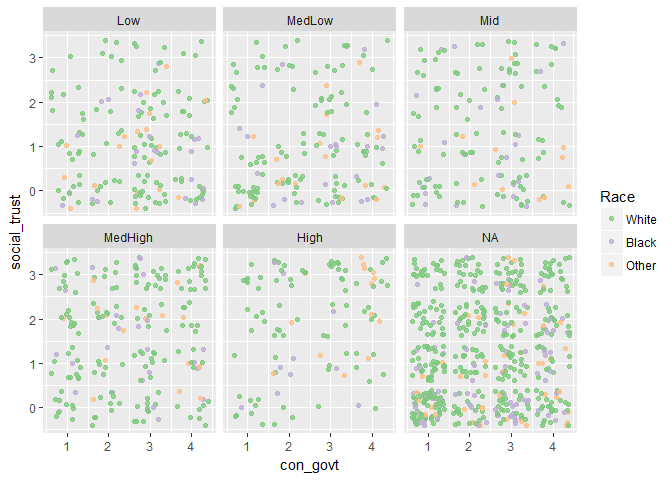 Low MedLow Mid
3
2
1
0
MedHigh High NA
3
2
1
0
1 2 3 4 1 2 3 4 1 2 3 4
con_govt
social_trust
Race
White
Black
Other